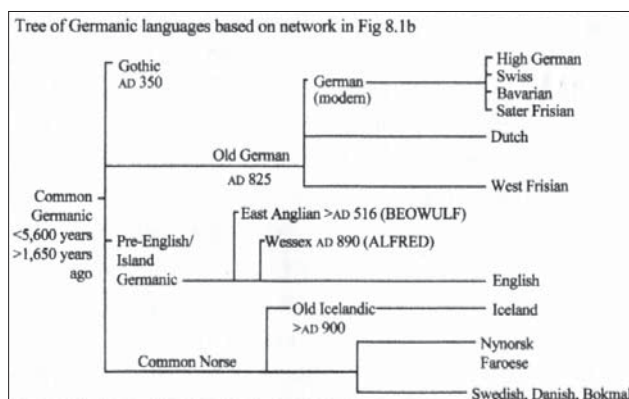 Tree of Germanic languages based on network in Fig 8.1b
Gothic
AD 350
German
(modern)
High German
Swiss
Bavarian
Sater Frisian
Dutch
Old German
AD 825
West Frisian
Common
Germanic
<5,600 years
>1,650 years
ago
East Anglian >AD 516 (BEOWULF)
Pre-English/
Island
Germanic
Wessex AD 890 (ALFRED)
English
Old Icelandic
>AD 900
Iceland
Common Norse
Nynorsk
Faroese
Swedish, Danish, Bokmal